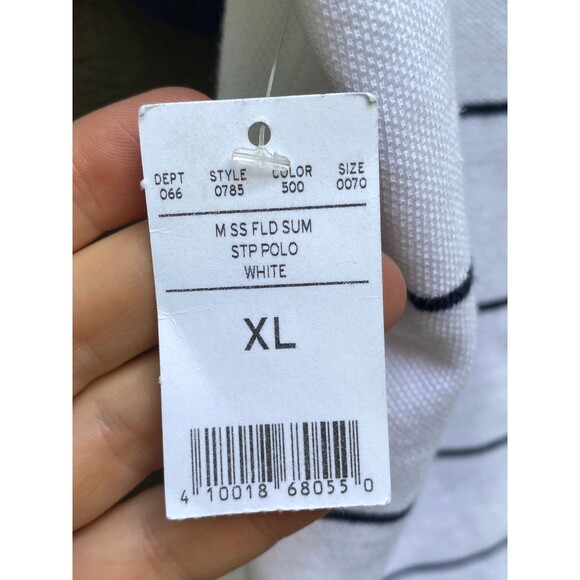 DEPT STYLE COLOR SIZE
066 0785 500 0070
M SS FLD SUM
STP POLO
WHITE
XL
4 10018 68055 0